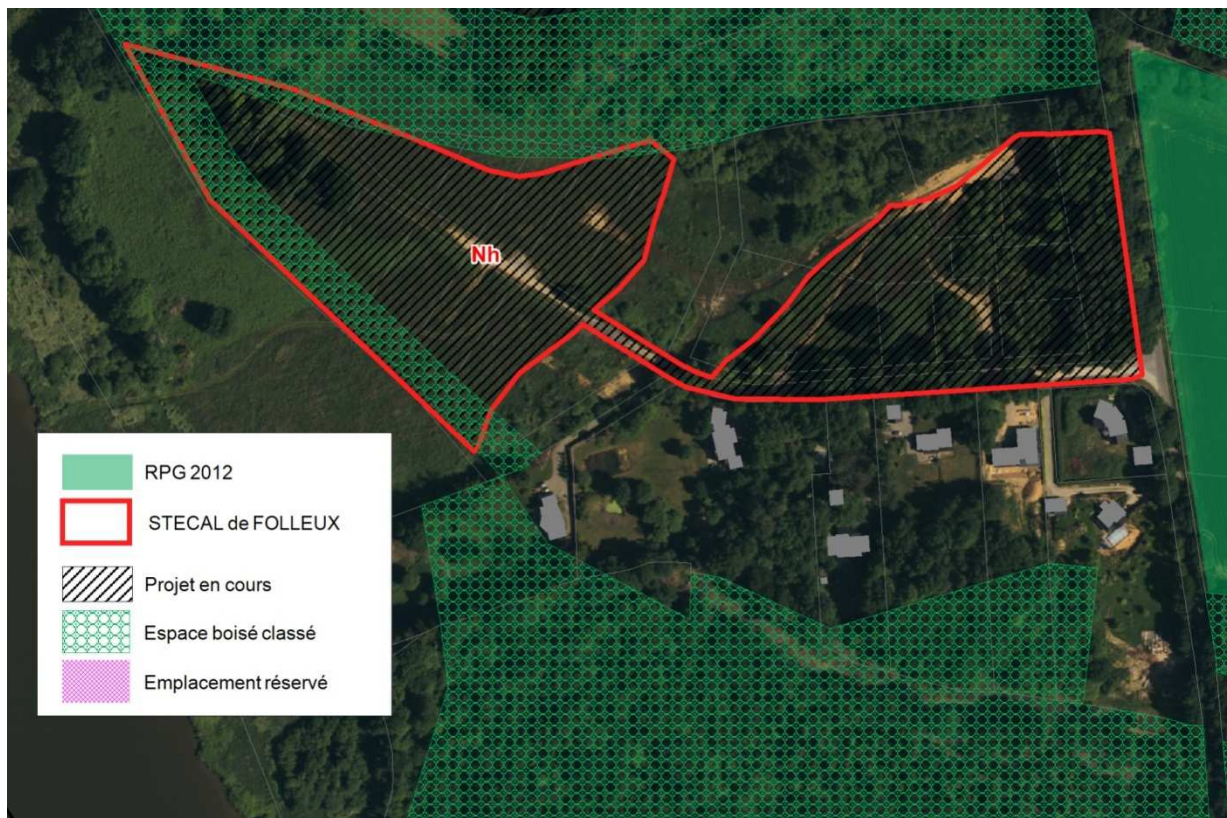 Nh
RPG 2012
STECAL de FOLLEUX
Projet en cours
Espace boisé classé
Emplacement réservé